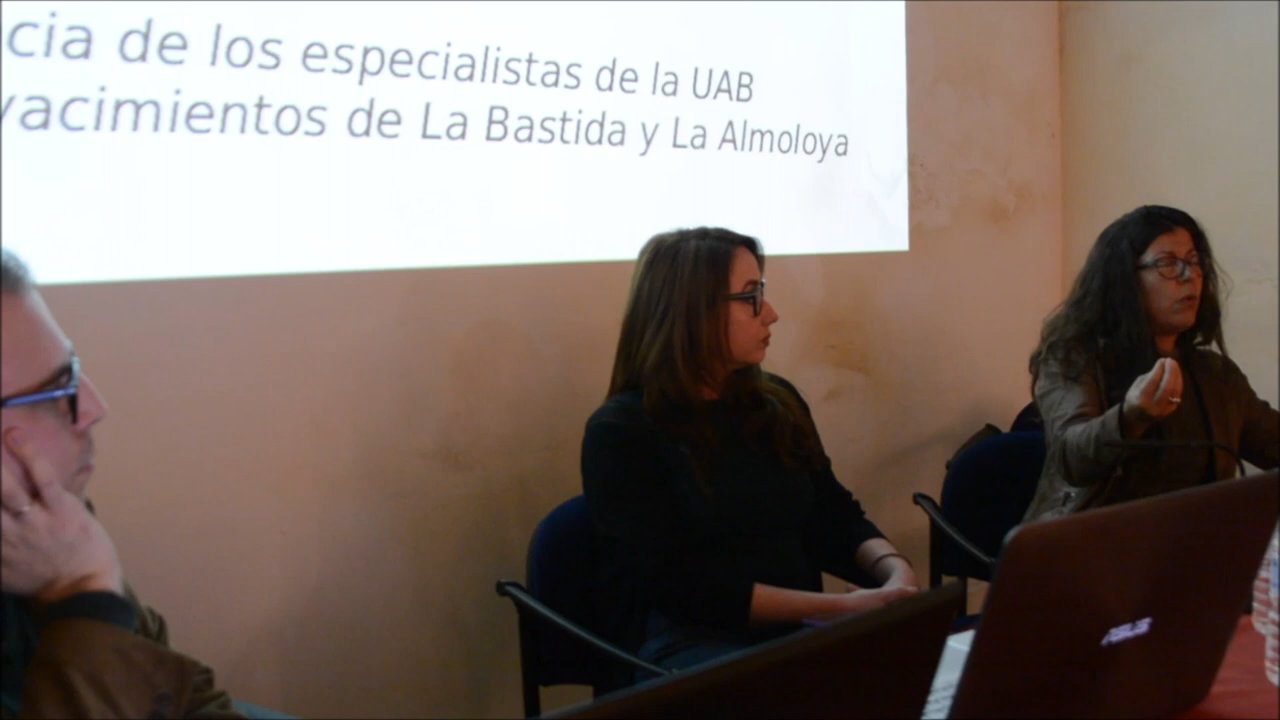 cia de los especialistas de la UAB
yacimientos de La Bastida y La Almoloya
ASUS